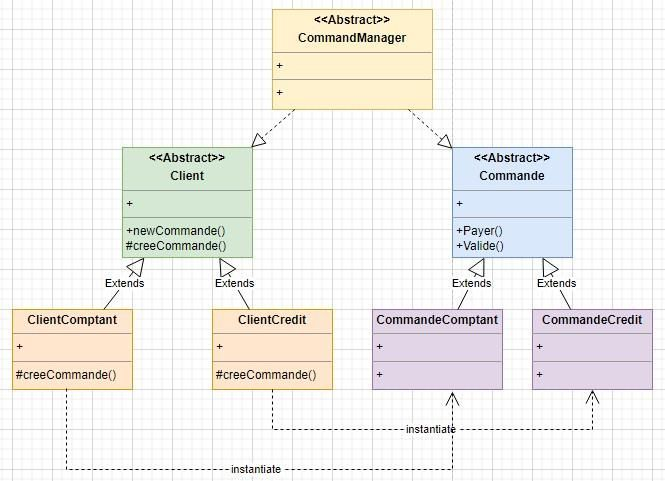 <<Abstract>>
CommandManager
+
+
<<Abstract>>
Client
+
+newCommande()
#creeCommande()
<<Abstract>>
Commande
+
+Payer()
+Valide()
Extends
Extends
Extends
Extends
ClientComptant
+
#creeCommande()
ClientCredit
+
#creeCommande()
CommandeComptant
+
+
CommandeCredit
+
+
instantiate
instantiate